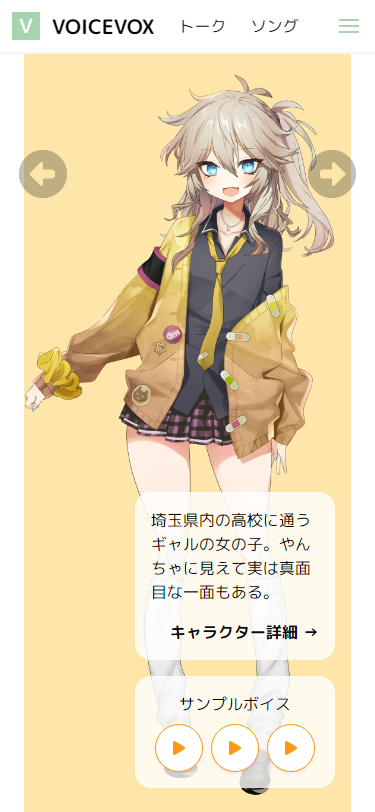 V VOICEVOX トーク ソング
埼玉県内の高校に通う
ギャルの女の子。やん
ちゃに見えて実は真面
目な一面もある。
キャラクター詳細 →
サンプルボイス